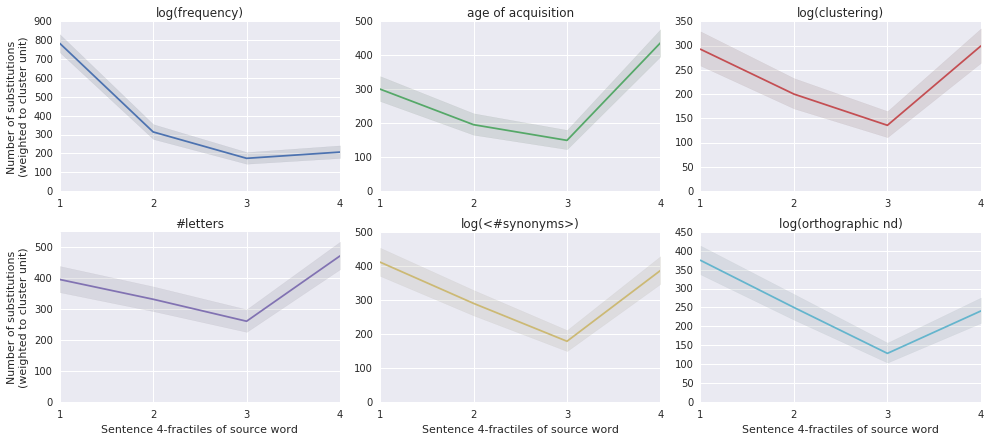 log(frequency)
age of acquisition
log(clustering)
Number of substitutions
(weighted to cluster unit)
900
800
700
600
500
400
300
200
100
0
1 2 3 4
500
400
300
200
100
0
1 2 3 4
350
300
250
200
150
100
50
0
1 2 3 4
#letters
log(<#synonyms>)
log(orthographic nd)
Number of substitutions
(weighted to cluster unit)
500
400
300
200
100
0
1 2 3 4
Sentence 4-fractiles of source word
500
400
300
200
100
0
1 2 3 4
Sentence 4-fractiles of source word
450
400
350
300
250
200
150
100
50
0
1 2 3 4
Sentence 4-fractiles of source word